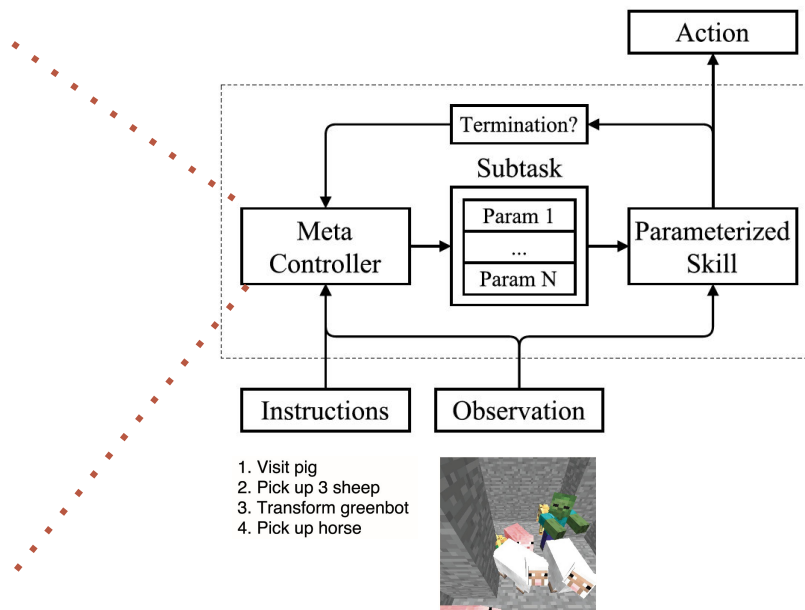 Action
Termination?
Subtask
Meta
Controller
Param 1
...
Param N
Parameterized
Skill
Instructions
Observation
1. Visit pig
2. Pick up 3 sheep
3. Transform greenbot
4. Pick up horse